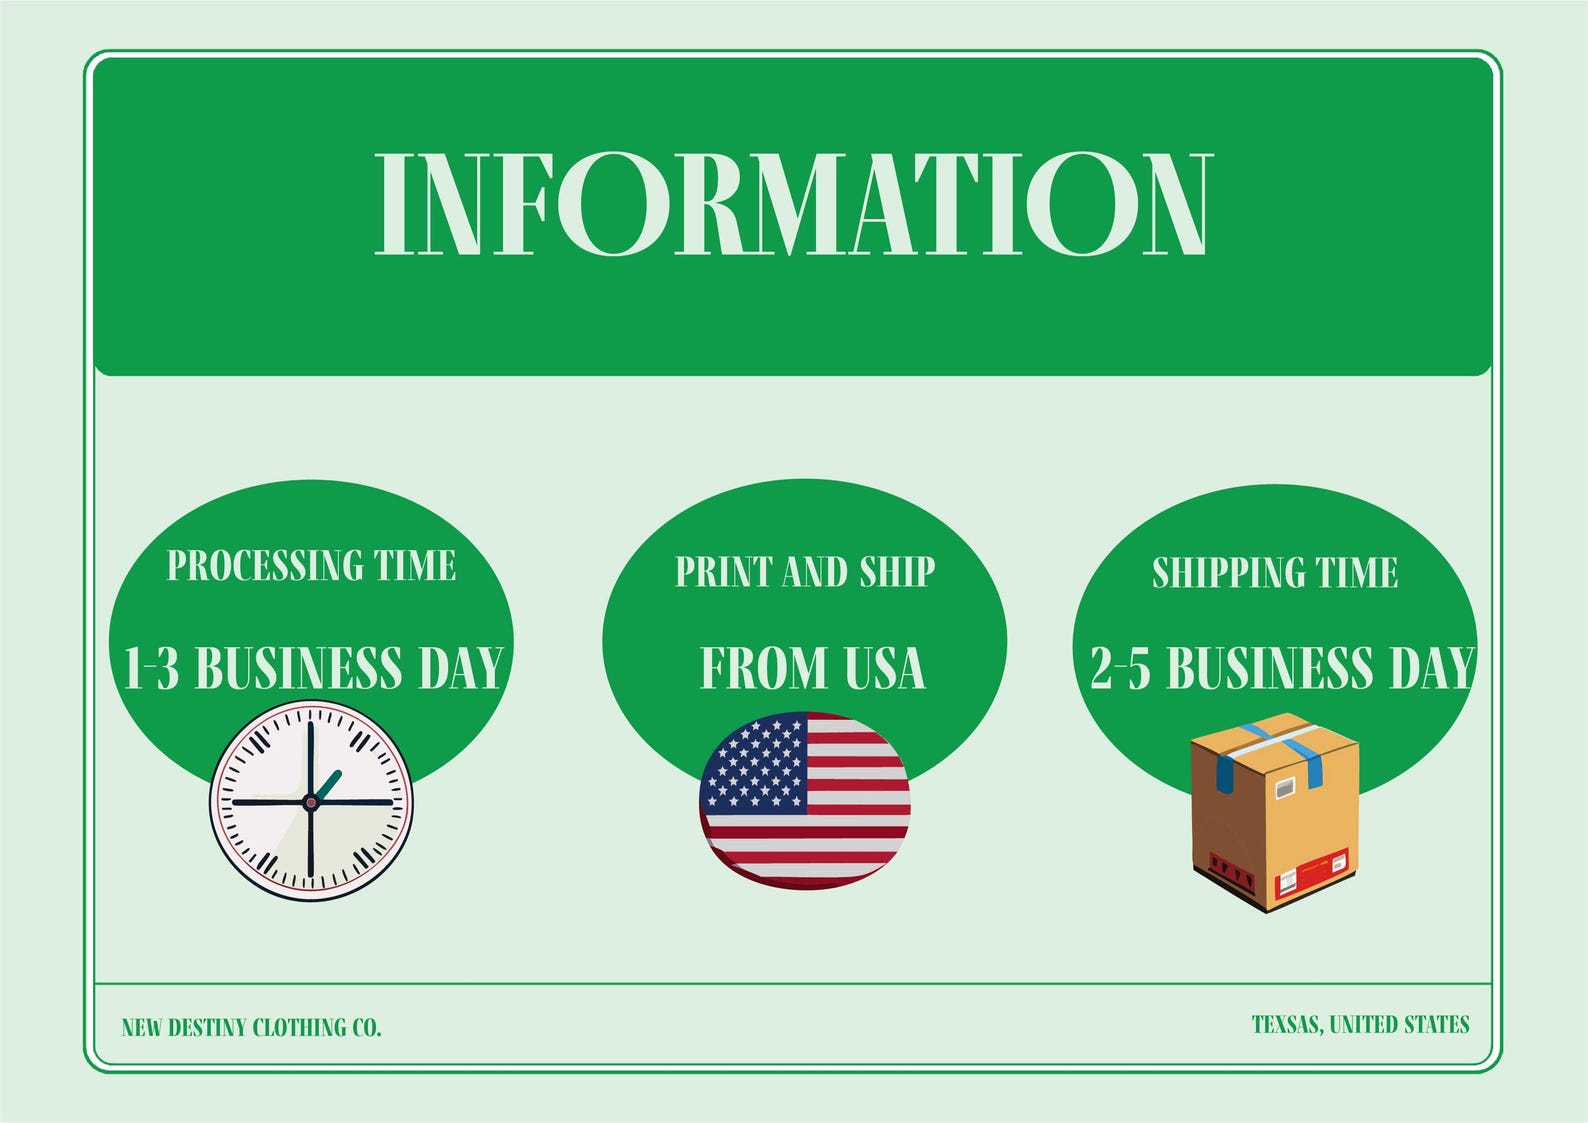 INFORMATION
PROCESSING TIME
1-3 BUSINESS DAY
PRINT AND SHIP
FROM USA
SHIPPING TIME
2-5 BUSINESS DAY
NEW DESTINY CLOTHING CO.
TEXSAS, UNITED STATES